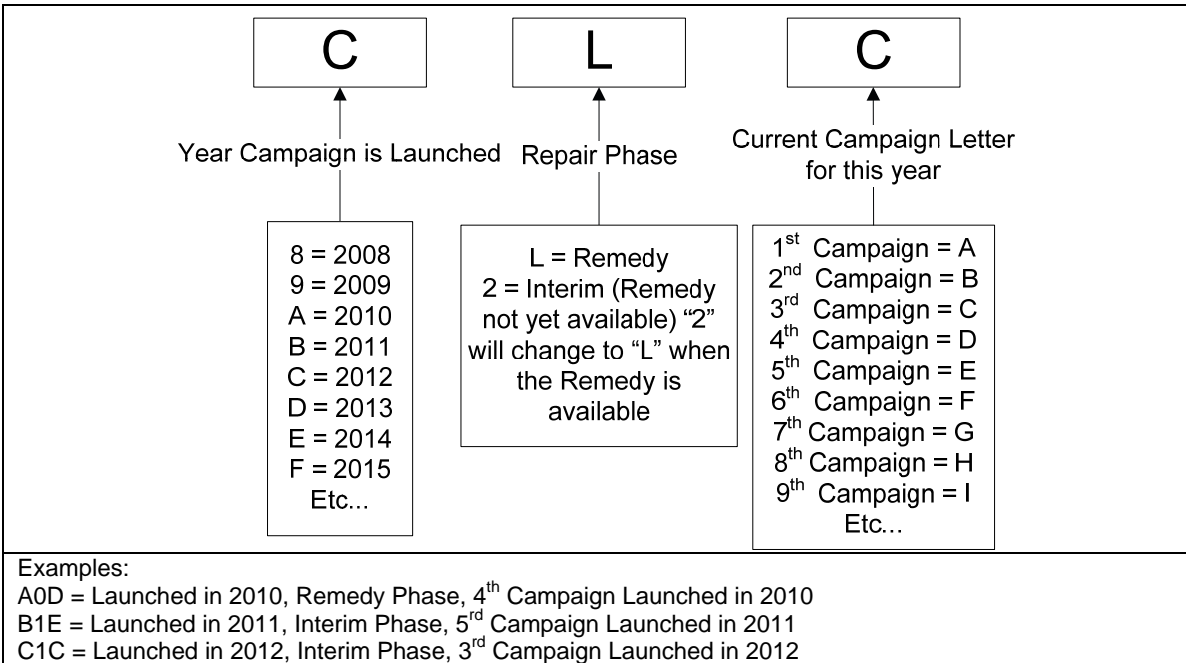 C L C
Year Campaign is Launched
Repair Phase
Current Campaign Letter
for this year
8 = 2008
9 = 2009
A = 2010
B = 2011
C = 2012
D = 2013
E = 2014
F = 2015
Etc...
L = Remedy
2 = Interim (Remedy
not yet available) “2”
will change to “L” when
the Remedy is
available
1st Campaign = A
2nd Campaign = B
3rd Campaign = C
4th Campaign = D
5th Campaign = E
6th Campaign = F
7th Campaign = G
8th Campaign = H
9th Campaign = I
Etc...
Examples:
A0D = Launched in 2010, Remedy Phase, 4th Campaign Launched in 2010
B1E = Launched in 2011, Interim Phase, 5rd Campaign Launched in 2011
C1C = Launched in 2012, Interim Phase, 3rd Campaign Launched in 2012